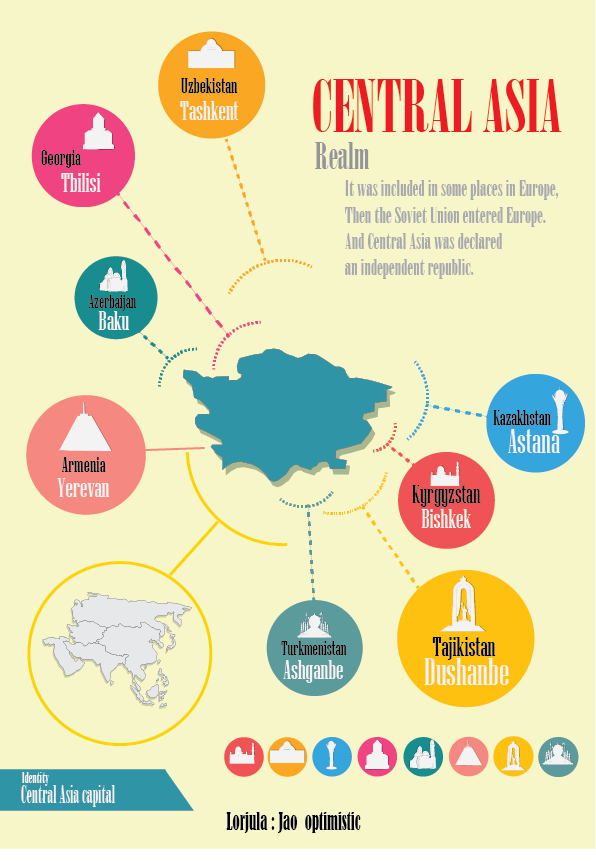 CENTRAL ASIA
Realm
It was included in some places in Europe,
Then the Soviet Union entered Europe.
And Central Asia was declared
an independent republic.
Uzbekistan
Tashkent
Georgia
Tbilisi
Azerbaijan
Baku
Armenia
Yerevan
Kazakhstan
Astana
Kyrgyzstan
Bishkek
Tajikistan
Dushanbe
Turkmenistan
Ashganbe
Identity
Central Asia capital
Lorjula : Jao optimistic